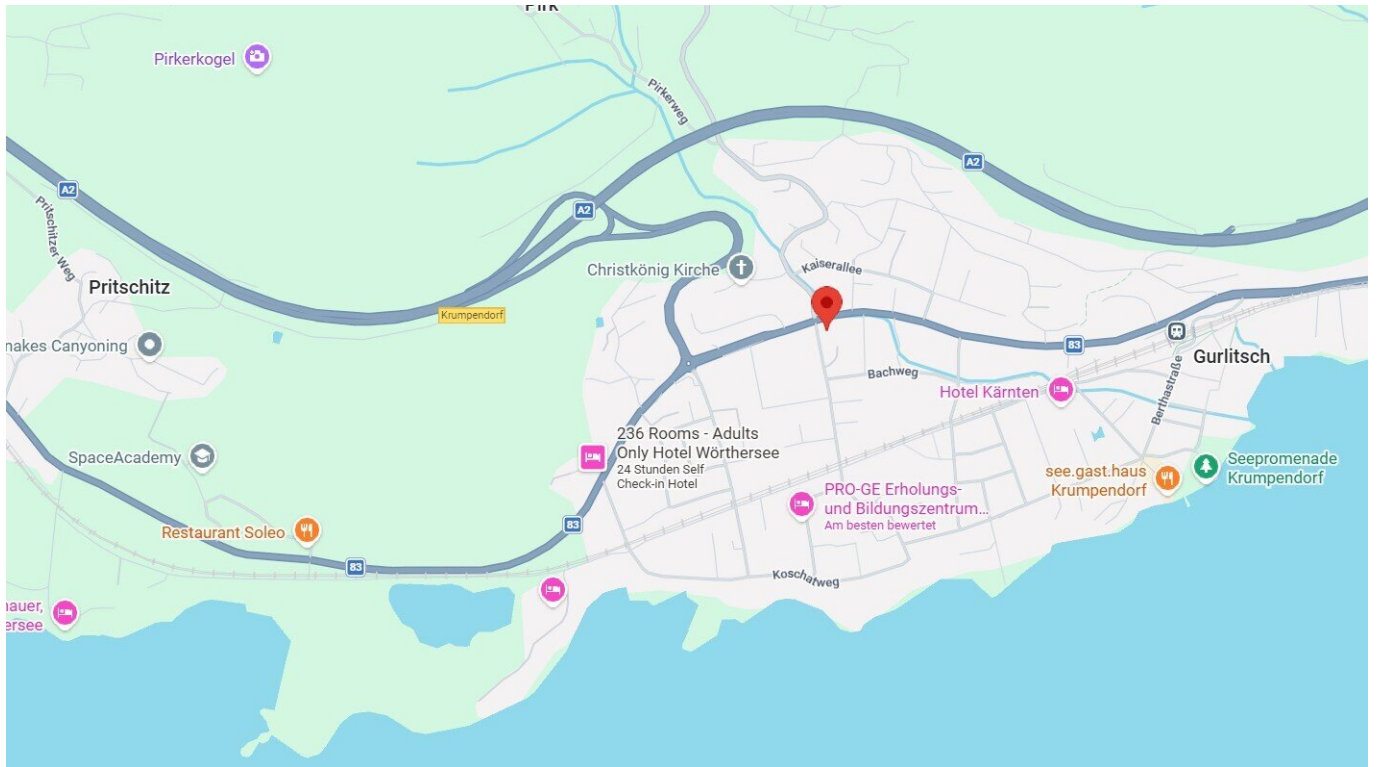 Pirk
Pirkerkogel
Pirkerweg
A2
A2
A2
Pritschitzer Weg
Pritschitz
Christkönig Kirche
Kaiserallee
Krumpendorf
nakes Canyoning
83
Gurlitsch
Bachweg
Hotel Kärnten
Berthastraße
236 Rooms - Adults
Only Hotel Wörthersee
24 Stunden Self
Check-in Hotel
SpaceAcademy
see.gast.haus
Krumpendorf
Seepromenade
Krumpendorf
PRO-GE Erholungs-
und Bildungszentrum...
Am besten bewertet
Restaurant Soleo
83
83
Koschatweg
nauer,
ersee